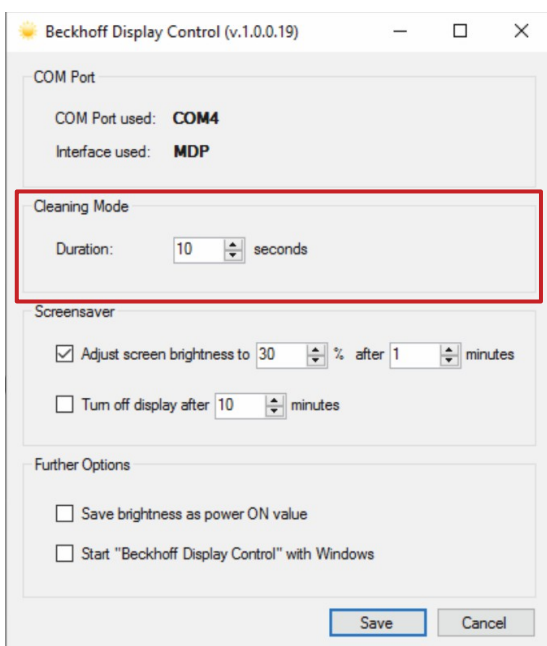 Beckhoff Display Control (v.1.0.0.19)
COM Port
COM Port used: COM4
Interface used: MDP
Cleaning Mode
Duration: 10 seconds
Screensaver
Adjust screen brightness to 30 % after 1 minutes
Turn off display after 10 minutes
Further Options
Save brightness as power ON value
Start "Beckhoff Display Control" with Windows
Save Cancel